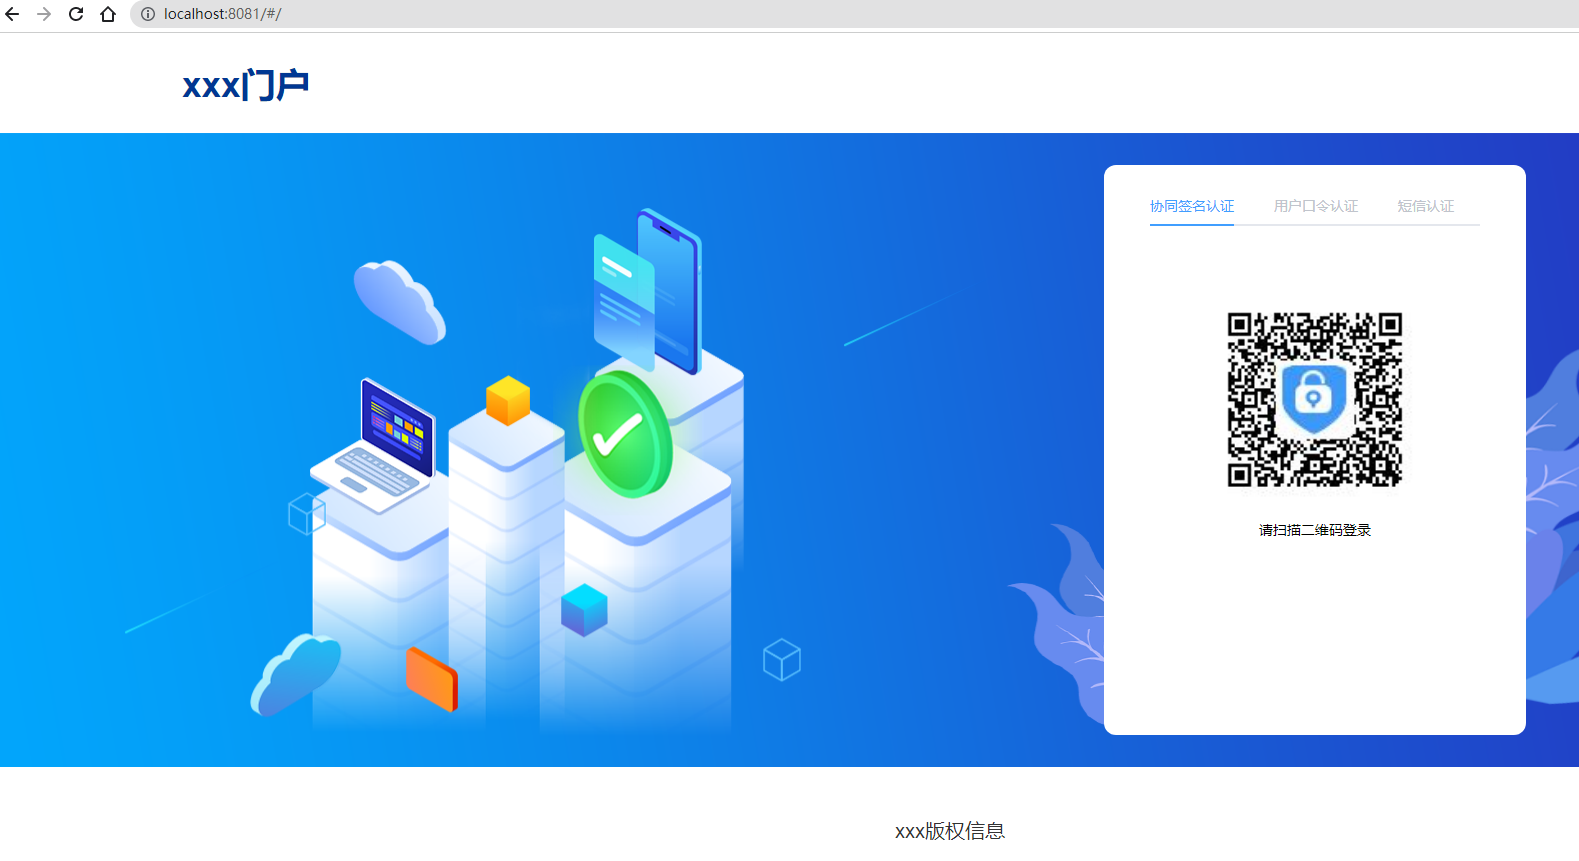 localhost:8081/#/
xxx门户
协同签名认证 用户口令认证 短信认证
请扫描二维码登录
xxx版权信息